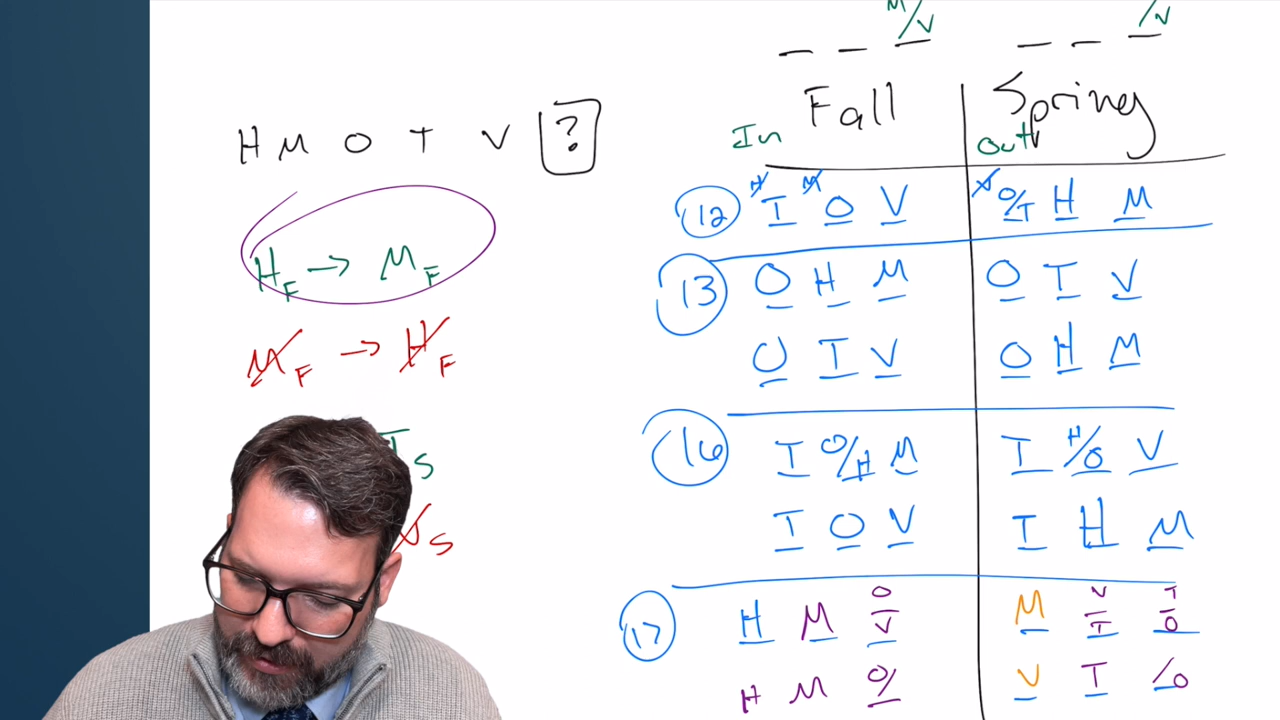 M/V /V
Fall Spring
H M O T V ?
In Out
H M
12 T O V O/T H M
H_F → M_F
13 O H M O T V
M_F → H_F
O T V O H M
16 T O/H M T H/O V
S
S
T O V T H M
17 H M O/V M V/T T/O
H M O/ V T /O